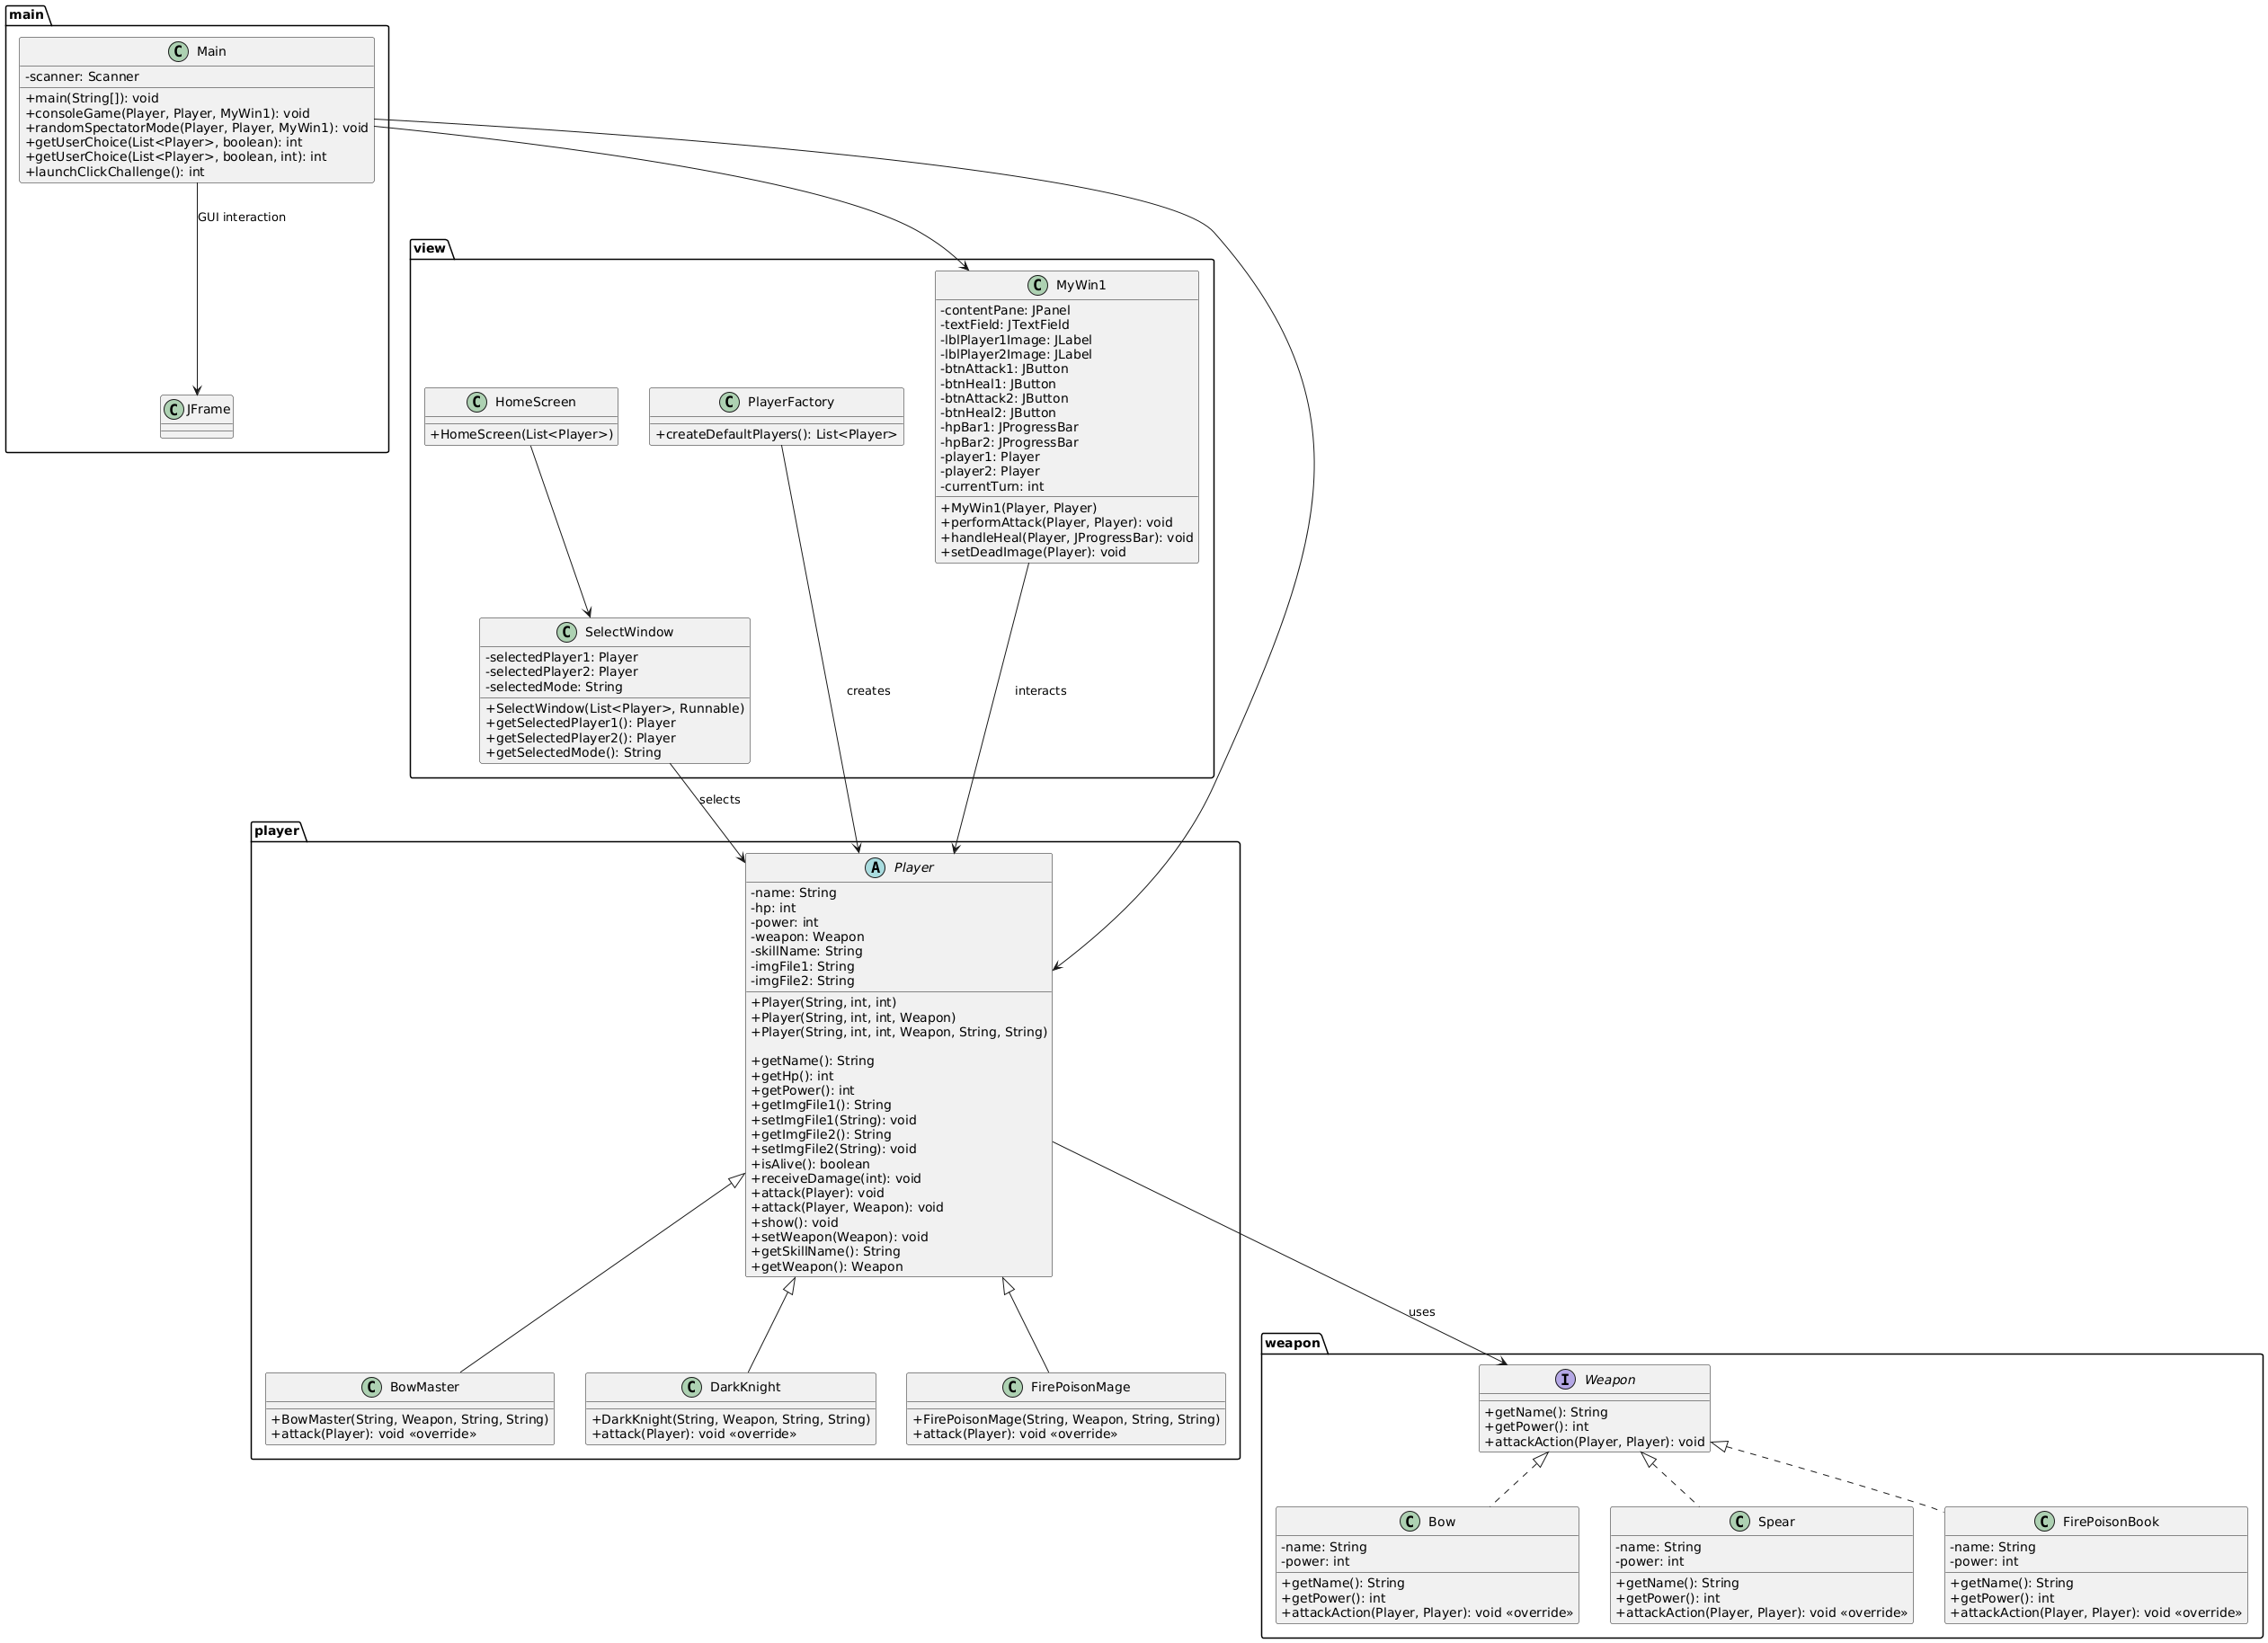 main
C Main
-scanner: Scanner
+main(String[]): void
+consoleGame(Player, Player, MyWin1): void
+randomSpectatorMode(Player, Player, MyWin1): void
+getUserChoice(List<Player>, boolean): int
+getUserChoice(List<Player>, boolean, int): int
+launchClickChallenge(): int
GUI interaction
C JFrame
view
C MyWin1
-contentPane: JPanel
-textField: JTextField
-lblPlayer1Image: JLabel
-lblPlayer2Image: JLabel
-btnAttack1: JButton
-btnHeal1: JButton
-btnAttack2: JButton
-btnHeal2: JButton
-hpBar1: JProgressBar
-hpBar2: JProgressBar
-player1: Player
-player2: Player
-currentTurn: int
+MyWin1(Player, Player)
+performAttack(Player, Player): void
+handleHeal(Player, JProgressBar): void
+setDeadImage(Player): void
C HomeScreen
+HomeScreen(List<Player>)
C PlayerFactory
+createDefaultPlayers(): List<Player>
C SelectWindow
-selectedPlayer1: Player
-selectedPlayer2: Player
-selectedMode: String
+SelectWindow(List<Player>, Runnable)
+getSelectedPlayer1(): Player
+getSelectedPlayer2(): Player
+getSelectedMode(): String
creates
interacts
selects
player
A Player
-name: String
-hp: int
-power: int
-weapon: Weapon
-skillName: String
-imgFile1: String
-imgFile2: String
+Player(String, int, int)
+Player(String, int, int, Weapon)
+Player(String, int, int, Weapon, String, String)
+getName(): String
+getHp(): int
+getPower(): int
+getImgFile1(): String
+setImgFile1(String): void
+getImgFile2(): String
+setImgFile2(String): void
+isAlive(): boolean
+receiveDamage(int): void
+attack(Player): void
+attack(Player, Weapon): void
+show(): void
+setWeapon(Weapon): void
+getSkillName(): String
+getWeapon(): Weapon
uses
C BowMaster
+BowMaster(String, Weapon, String, String)
+attack(Player): void «override»
C DarkKnight
+DarkKnight(String, Weapon, String, String)
+attack(Player): void «override»
C FirePoisonMage
+FirePoisonMage(String, Weapon, String, String)
+attack(Player): void «override»
weapon
I Weapon
+getName(): String
+getPower(): int
+attackAction(Player, Player): void
C Bow
-name: String
-power: int
+getName(): String
+getPower(): int
+attackAction(Player, Player): void «override»
C Spear
-name: String
-power: int
+getName(): String
+getPower(): int
+attackAction(Player, Player): void «override»
C FirePoisonBook
-name: String
-power: int
+getName(): String
+getPower(): int
+attackAction(Player, Player): void «override»